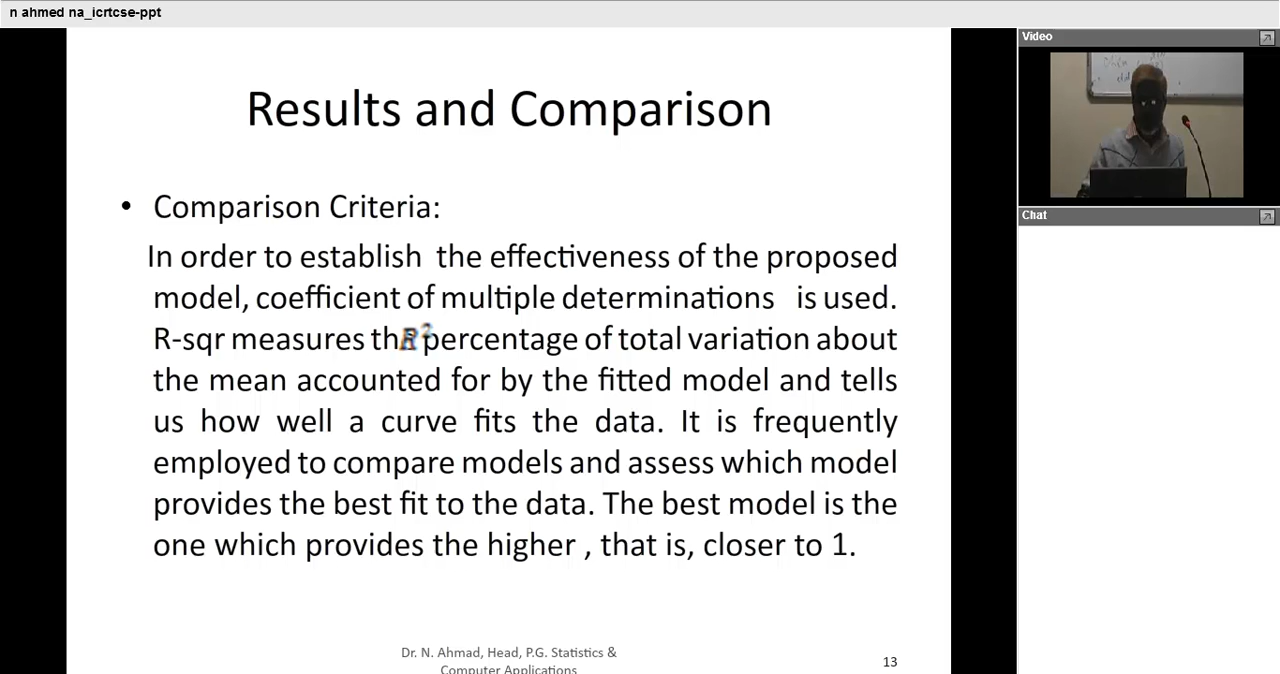 n ahmed na_icrtcse-ppt
Results and Comparison
• Comparison Criteria:
In order to establish the effectiveness of the proposed
model, coefficient of multiple determinations is used.
R-sqr measures th R² percentage of total variation about
the mean accounted for by the fitted model and tells
us how well a curve fits the data. It is frequently
employed to compare models and assess which model
provides the best fit to the data. The best model is the
one which provides the higher , that is, closer to 1.
Dr. N. Ahmad, Head, P.G. Statistics &
Computer Applications
13
Video
Chat